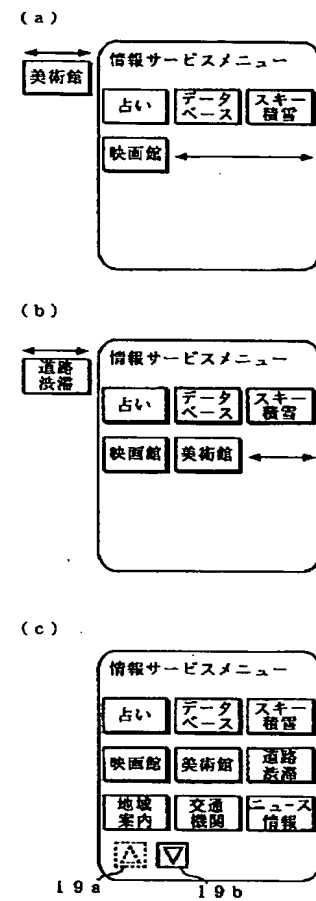 (a)
美術館
情報サービスメニュー
占い データ スキー
ベース 積雪
映画館
(b)
道路
渋滞
情報サービスメニュー
占い データ スキー
ベース 積雪
映画館 美術館
(c)
情報サービスメニュー
占い データ スキー
ベース 積雪
映画館 美術館 道路
渋滞
地域 交通 ニュース
案内 機関 情報
19a 19b